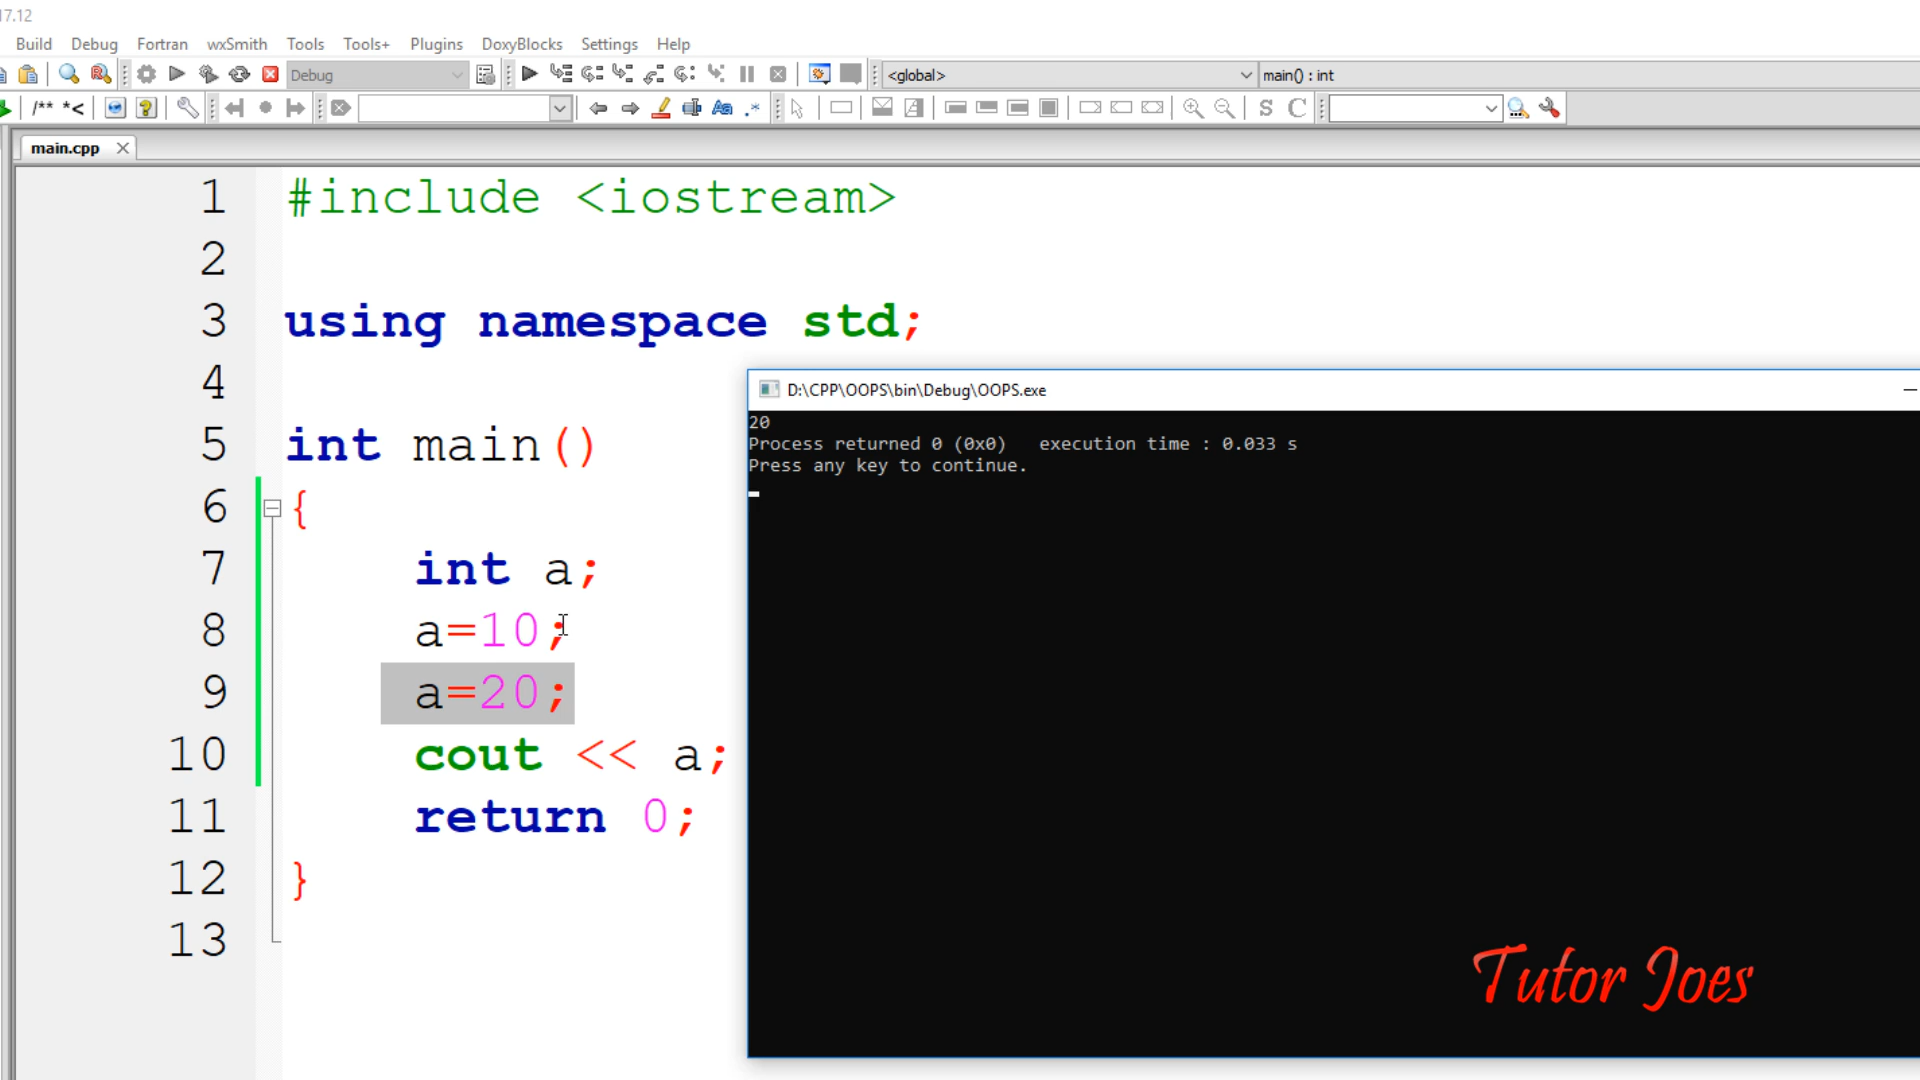 17.12
Build Debug Fortran wxSmith Tools Tools+ Plugins DoxyBlocks Settings Help
Debug <global> main() : int
/** *< Aa .* S C
main.cpp
1 #include <iostream>
2
3 using namespace std;
4
5 int main()
6 {
7 int a;
8 a=10;
9 a=20;
10 cout << a;
11 return 0;
12 }
13
D:\CPP\OOPS\bin\Debug\OOPS.exe
20
Process returned 0 (0x0)   execution time : 0.033 s
Press any key to continue.
Tutor Joes